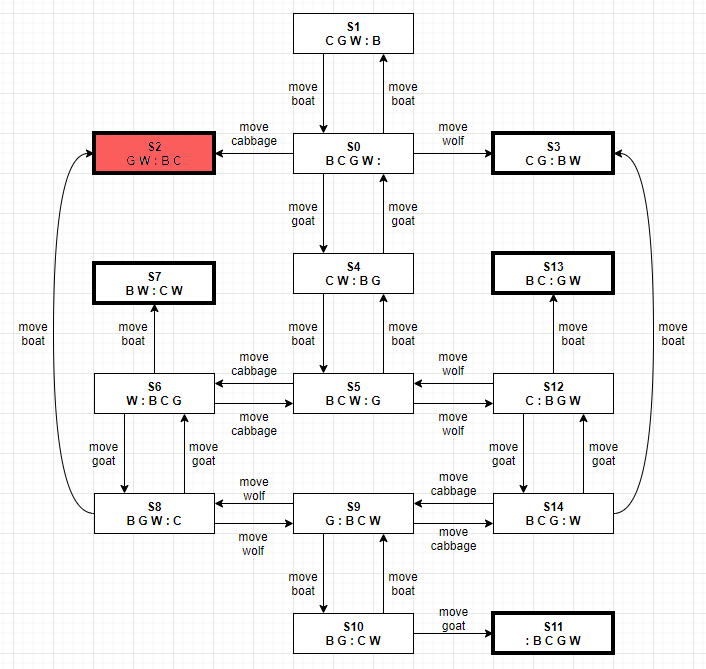 S1
C G W : B
move
boat
move
boat
move
cabbage
move
wolf
S2
G W : B C
S0
B C G W :
S3
C G : B W
move
goat
move
goat
S7
B W : C W
S4
C W : B G
S13
B C : G W
move
boat
move
boat
move
boat
move
boat
move
boat
move
boat
move
cabbage
move
wolf
S6
W : B C G
S5
B C W : G
S12
C : B G W
move
cabbage
move
wolf
move
goat
move
goat
move
goat
move
goat
move
wolf
move
cabbage
S8
B G W : C
S9
G : B C W
S14
B C G : W
move
wolf
move
cabbage
move
boat
move
boat
S10
B G : C W
move
goat
S11
: B C G W